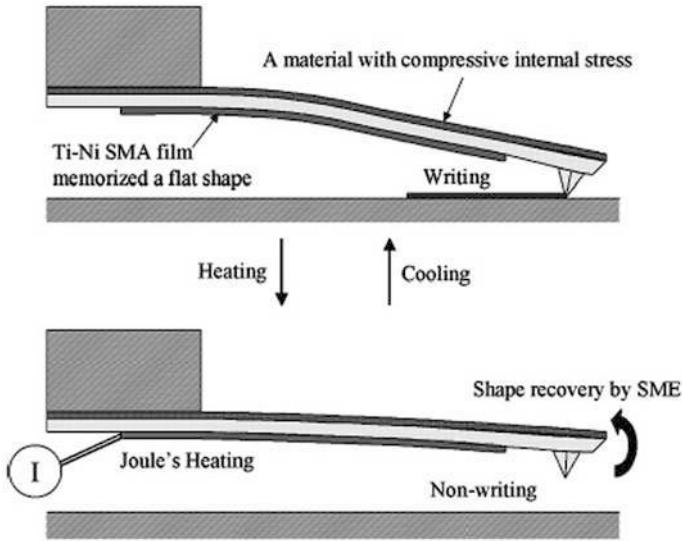 A material with compressive internal stress
Ti-Ni SMA film
memorized a flat shape
Writing
Heating
Cooling
Shape recovery by SME
I
Joule's Heating
Non-writing